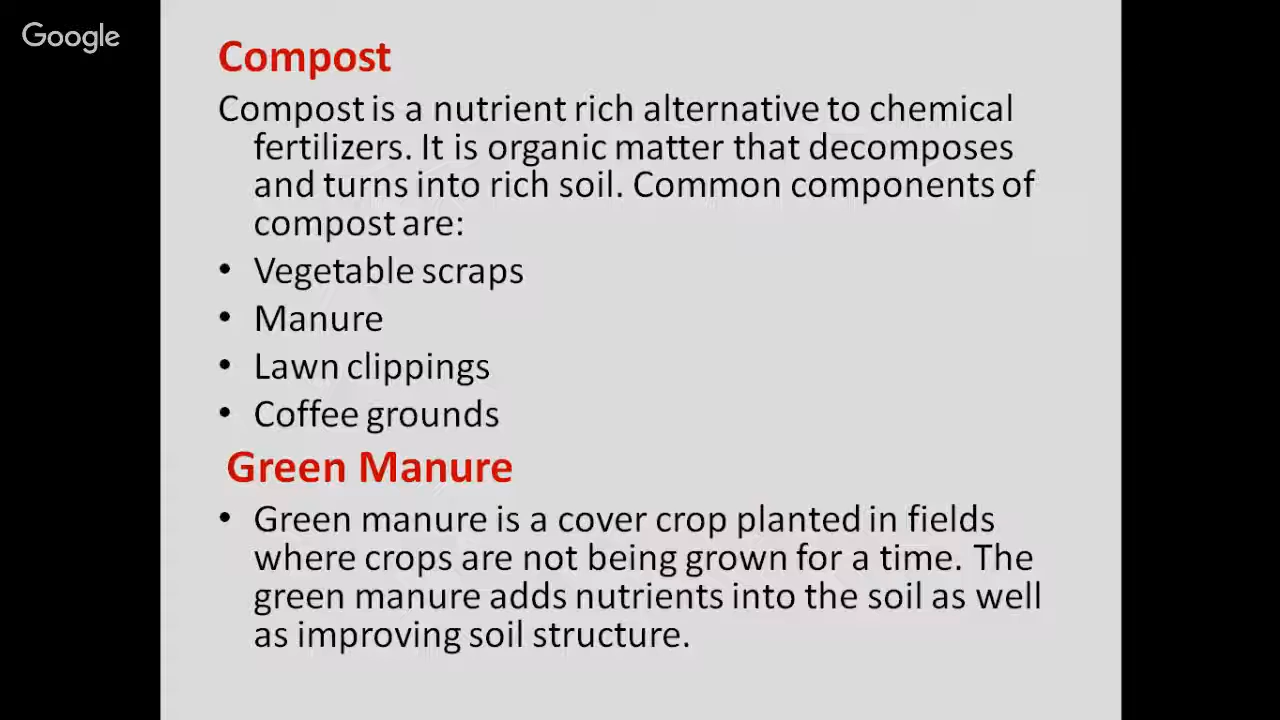 Google
Compost
Compost is a nutrient rich alternative to chemical
fertilizers. It is organic matter that decomposes
and turns into rich soil. Common components of
compost are:
• Vegetable scraps
• Manure
• Lawn clippings
• Coffee grounds
Green Manure
• Green manure is a cover crop planted in fields
where crops are not being grown for a time. The
green manure adds nutrients into the soil as well
as improving soil structure.